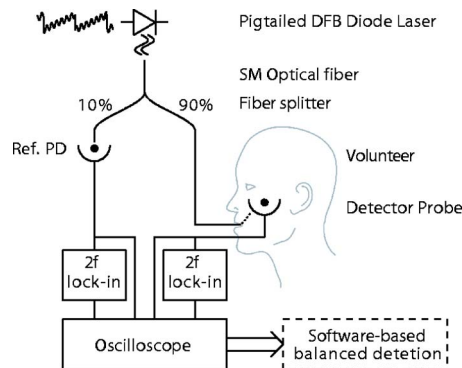 Pigtailed DFB Diode Laser
SM Optical fiber
10%
90%
Fiber splitter
Ref. PD
Volunteer
Detector Probe
2f
lock-in
2f
lock-in
Oscilloscope
Software-based
balanced detetion